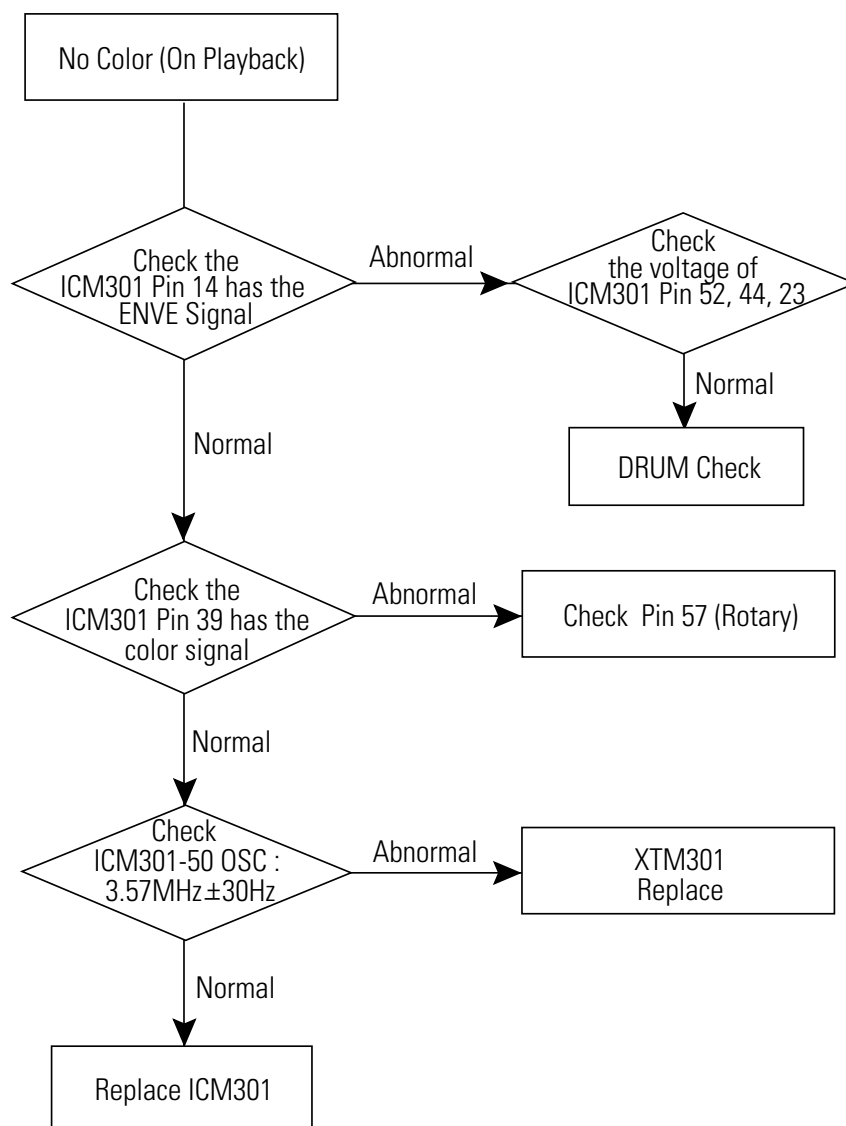 No Color (On Playback)
Check the
ICM301 Pin 14 has the
ENVE Signal
Abnormal
Check
the voltage of
ICM301 Pin 52, 44, 23
Normal
DRUM Check
Normal
Check the
ICM301 Pin 39 has the
color signal
Abnormal
Check Pin 57 (Rotary)
Normal
Check
ICM301-50 OSC :
3.57MHz±30Hz
Abnormal
XTM301
Replace
Normal
Replace ICM301